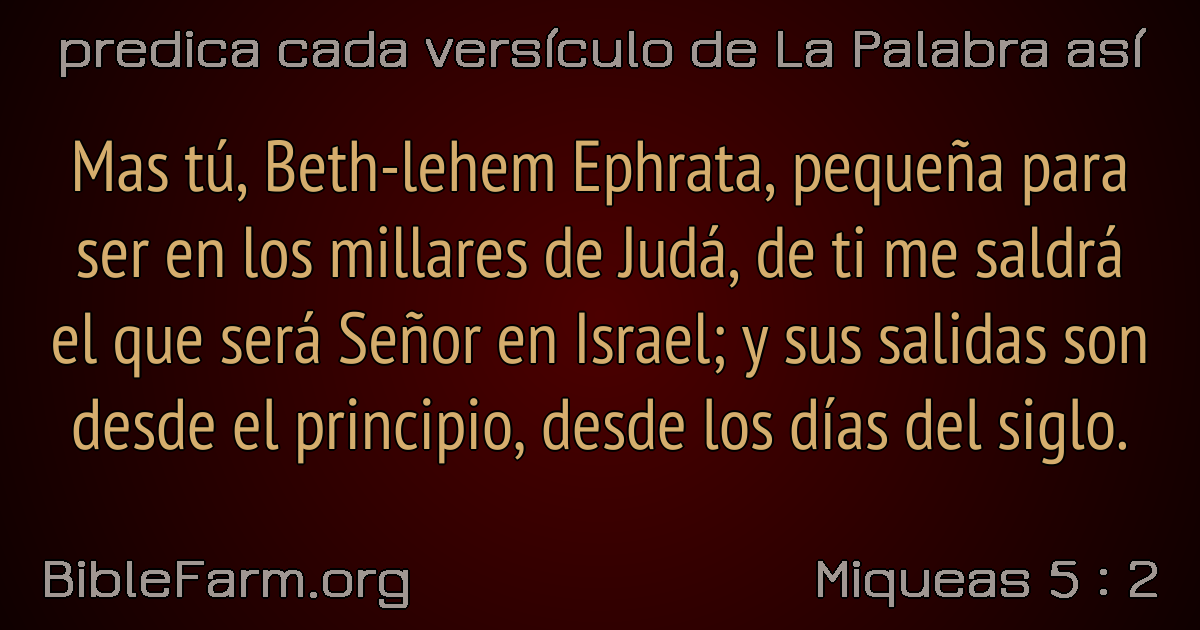 predica cada versículo de La Palabra así
Mas tú, Beth-lehem Ephrata, pequeña para
ser en los millares de Judá, de ti me saldrá
el que será Señor en Israel; y sus salidas son
desde el principio, desde los días del siglo.
BibleFarm.org
Miqueas 5 : 2